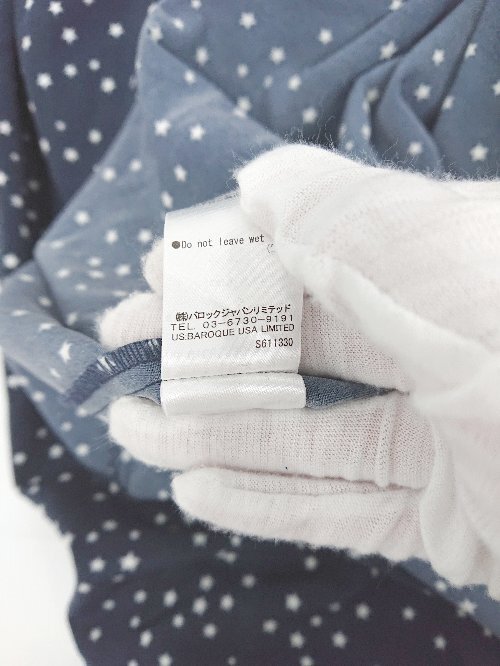 ●Do not leave wet
(株)バロックジャパンリミテッド
TEL. 03-6730-9191
US.BAROQUE USA LIMITED
S611330